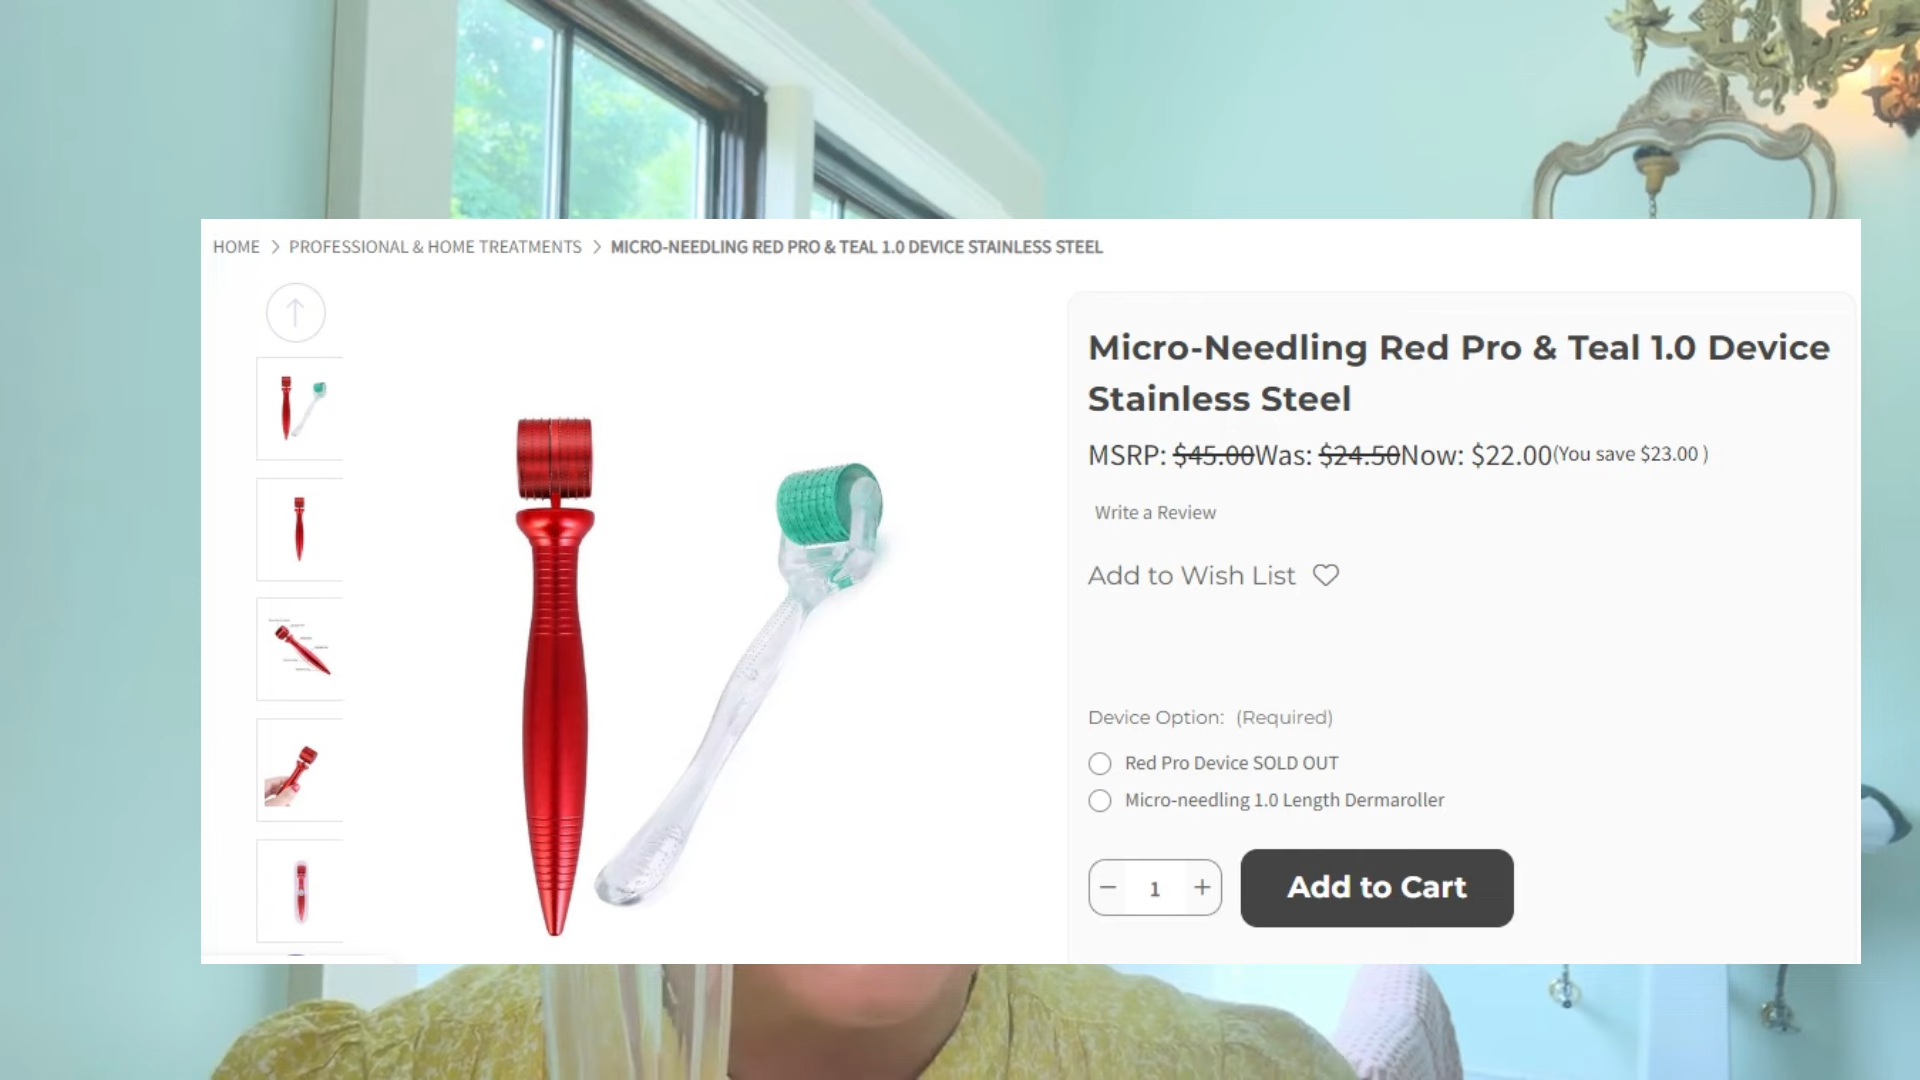 HOME > PROFESSIONAL & HOME TREATMENTS > MICRO-NEEDLING RED PRO & TEAL 1.0 DEVICE STAINLESS STEEL
Micro-Needling Red Pro & Teal 1.0 Device
Stainless Steel
MSRP: $45.00Was: $24.50Now: $22.00(You save $23.00 )
Write a Review
Add to Wish List
Device Option: (Required)
Red Pro Device SOLD OUT
Micro-needling 1.0 Length Dermaroller
− 1 +
Add to Cart